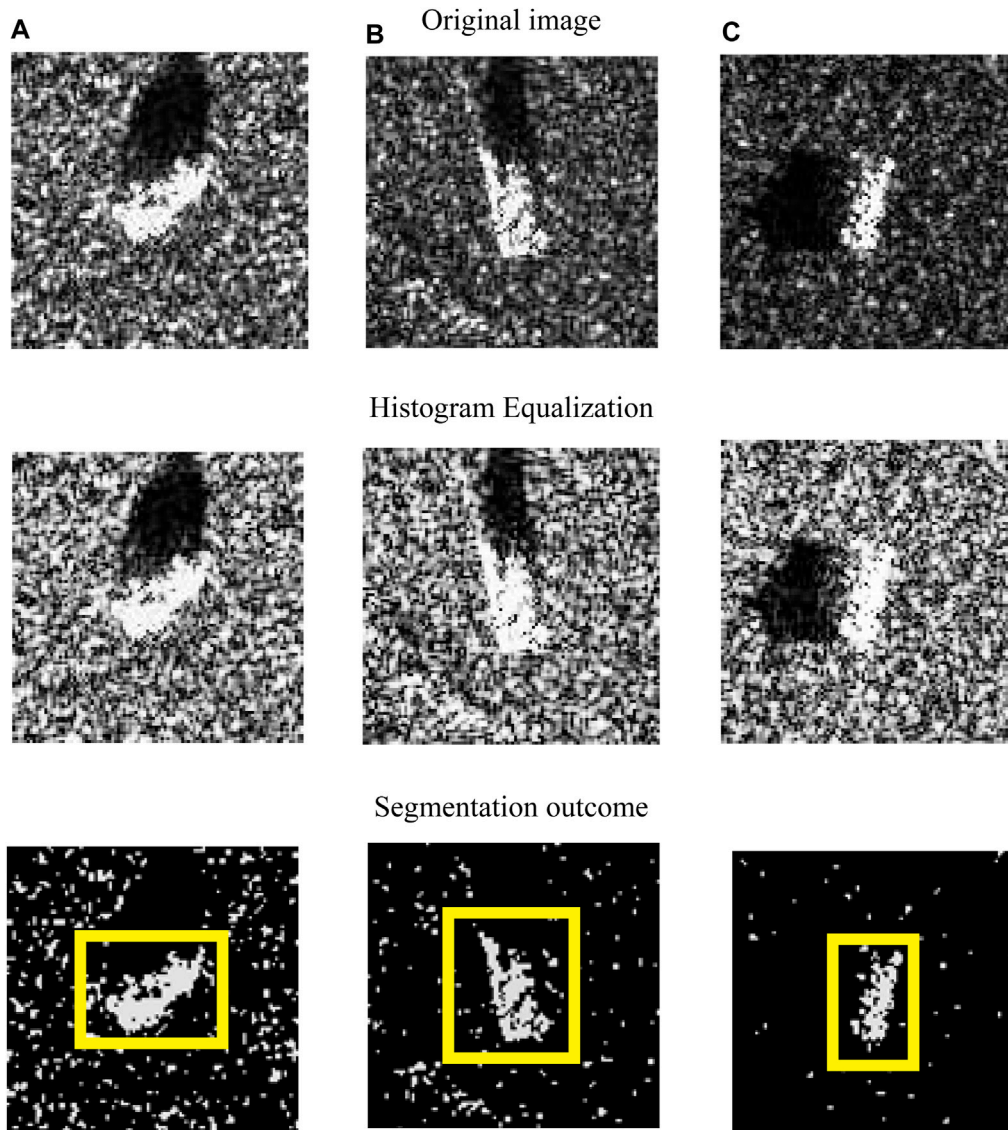 A
B
Original image
C
Histogram Equalization
Segmentation outcome